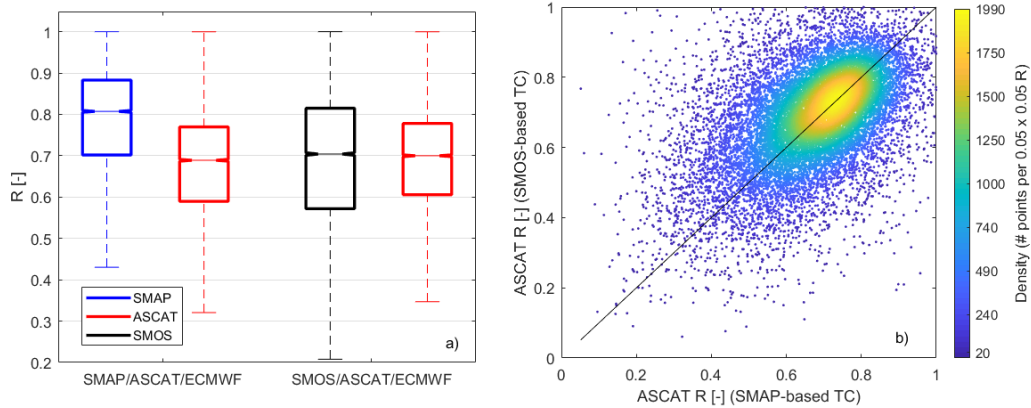 1
0.9
0.8
0.7
0.6
0.5
0.4
0.3
0.2
R [-]
SMAP
ASCAT
SMOS
a)
SMAP/ASCAT/ECMWF
SMOS/ASCAT/ECMWF
1
0.8
0.6
0.4
0.2
0
ASCAT R [-] (SMOS-based TC)
b)
0
0.2
0.4
0.6
0.8
1
ASCAT R [-] (SMAP-based TC)
1990
1750
1500
1250
1000
740
490
240
20
Density (# points per 0.05 x 0.05 R)